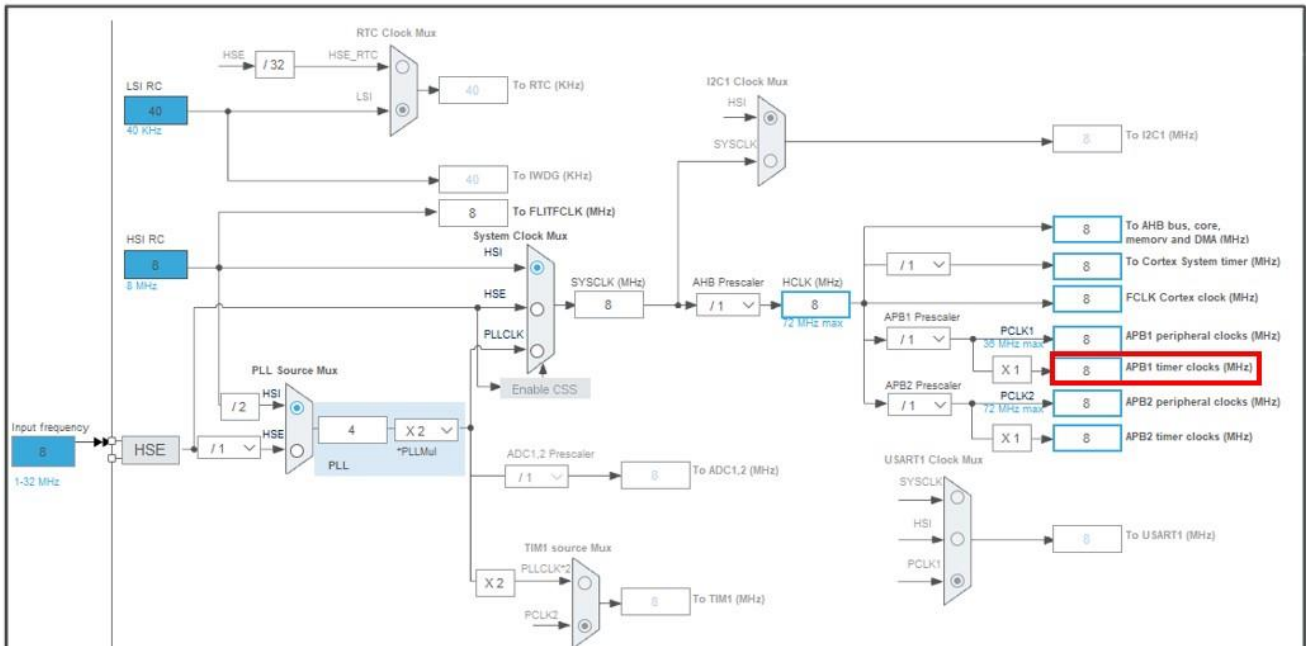 RTC Clock Mux
HSE
/ 32
HSE_RTC
LSI RC
LSI
40
To RTC (KHz)
40
40 KHz
I2C1 Clock Mux
HSI
SYSCLK
8
To I2C1 (MHz)
40
To IWDG (KHz)
8
To FLITFCLK (MHz)
HSI RC
System Clock Mux
HSI
8
8 MHz
HSE
PLLCLK
SYSCLK (MHz)
8
AHB Prescaler
/ 1
HCLK (MHz)
8
72 MHz max
8
To AHB bus, core,
memory and DMA (MHz)
/ 1
8
To Cortex System timer (MHz)
8
FCLK Cortex clock (MHz)
APB1 Prescaler
/ 1
PCLK1
36 MHz max
8
APB1 peripheral clocks (MHz)
X 1
8
APB1 timer clocks (MHz)
APB2 Prescaler
/ 1
PCLK2
72 MHz max
8
APB2 peripheral clocks (MHz)
X 1
8
APB2 timer clocks (MHz)
Enable CSS
PLL Source Mux
HSI
/ 2
Input frequency
8
1-32 MHz
HSE
/ 1
HSE
4
X 2
*PLLMul
PLL
ADC1,2 Prescaler
/ 1
8
To ADC1,2 (MHz)
USART1 Clock Mux
SYSCLK
HSI
PCLK1
8
To USART1 (MHz)
TIM1 source Mux
X 2
PLLCLK*2
PCLK2
8
To TIM1 (MHz)